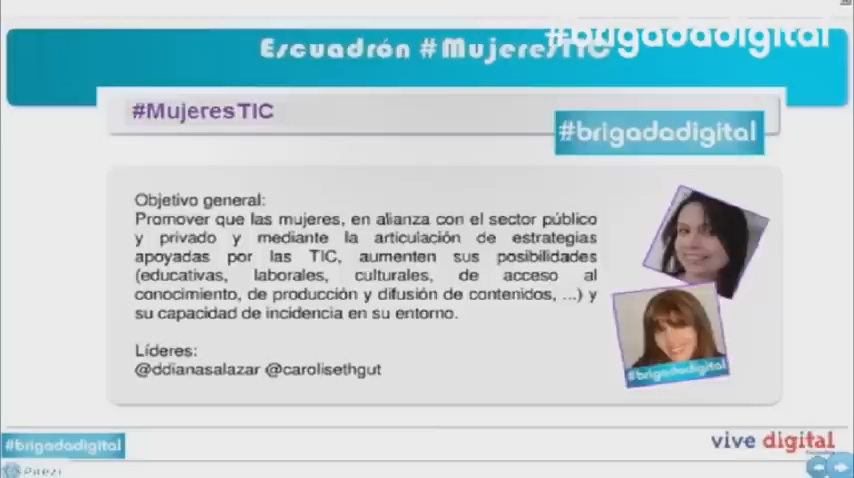 #brigadadigital
Escuadrón #MujeresTIC
#MujeresTIC
#brigadadigital
Objetivo general:
Promover que las mujeres, en alianza con el sector público
y privado y mediante la articulación de estrategias
apoyadas por las TIC, aumenten sus posibilidades
(educativas, laborales, culturales, de acceso al
conocimiento, de producción y difusión de contenidos, ...) y
su capacidad de incidencia en su entorno.
Líderes:
@ddianasalazar @carolisethgut
#brigadadigital
#brigadadigital
vive digital
Prezi